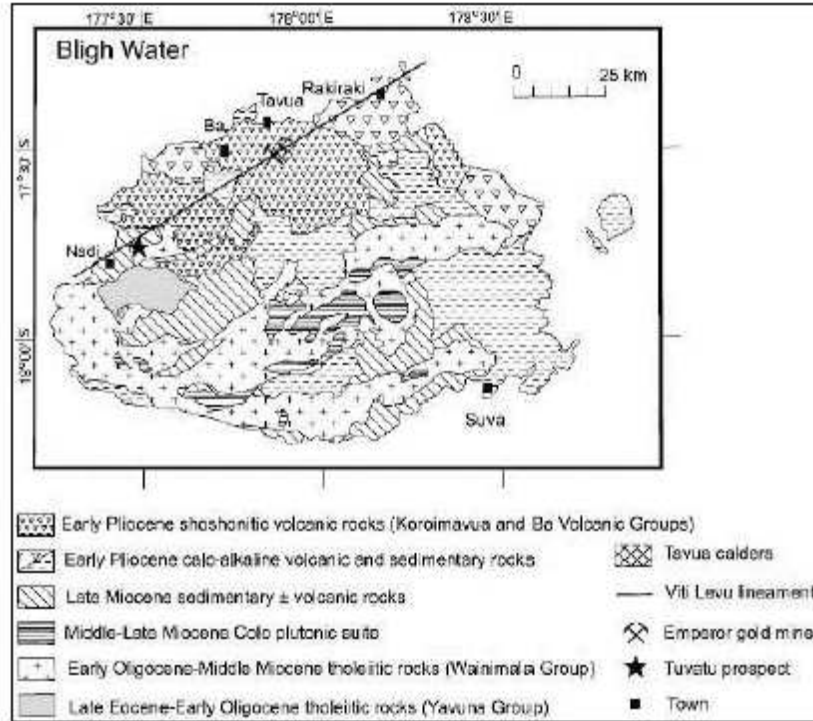 177°30' E
178°00' E
178°30' E
Bligh Water
0 25 km
Rakiraki
Tavua
Ba
17°30' S
Nadi
18°00' S
Suva
Early Pliocene shoshonitic volcanic rocks (Koroimavua and Ba Volcanic Groups)
Early Pliocene calc-alkaline volcanic and sedimentary rocks
Late Miocene sedimentary ± volcanic rocks
Middle-Late Miocene Colo plutonic suite
Early Oligocene-Middle Miocene tholeiitic rocks (Wainimala Group)
Late Eocene-Early Oligocene tholeiitic rocks (Yavuna Group)
Tavua caldera
Viti Levu lineament
Emperor gold mine
Tuvatu prospect
Town